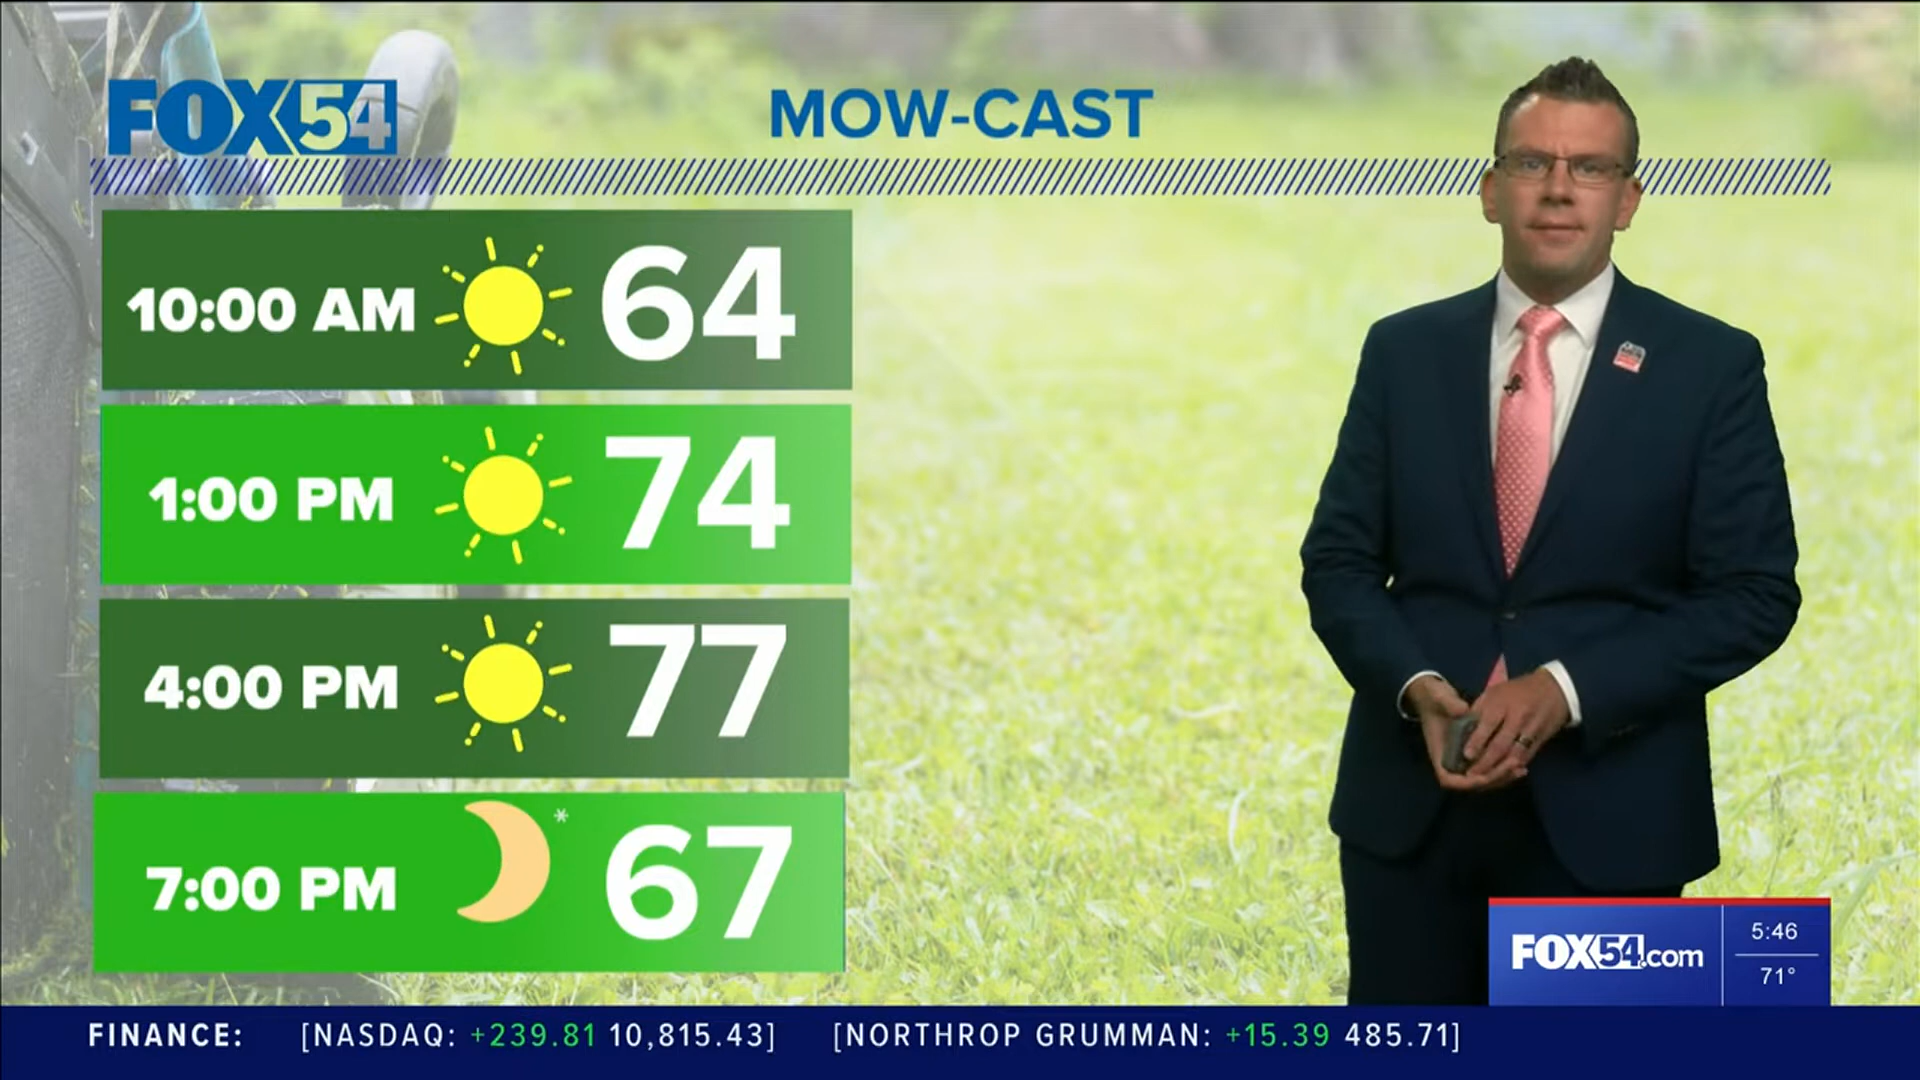 FOX54
MOW-CAST
10:00 AM 64
1:00 PM 74
4:00 PM 77
7:00 PM 67
FOX54.com
5:46
71°
FINANCE: [NASDAQ: +239.81 10,815.43] [NORTHROP GRUMMAN: +15.39 485.71]